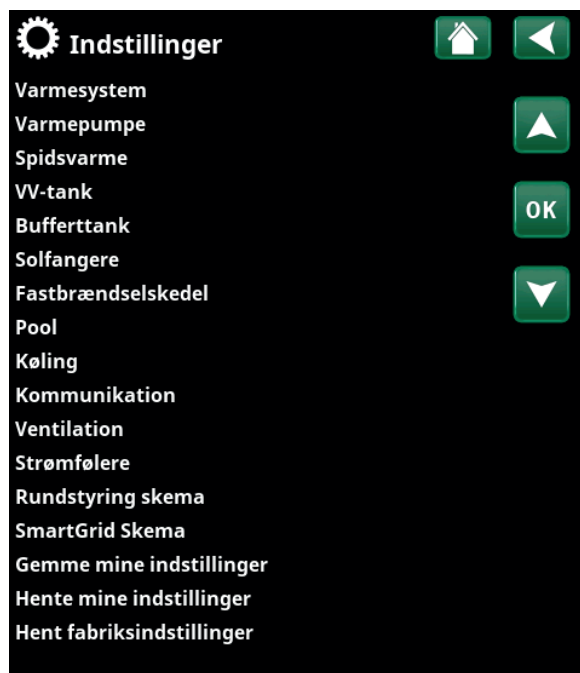 Indstillinger
Varmesystem
Varmepumpe
Spidsvarme
VV-tank
OK
Bufferttank
Solfangere
Fastbrændselskedel
Pool
Køling
Kommunikation
Ventilation
Strømfølere
Rundstyring skema
SmartGrid Skema
Gemme mine indstillinger
Hente mine indstillinger
Hent fabriksindstillinger